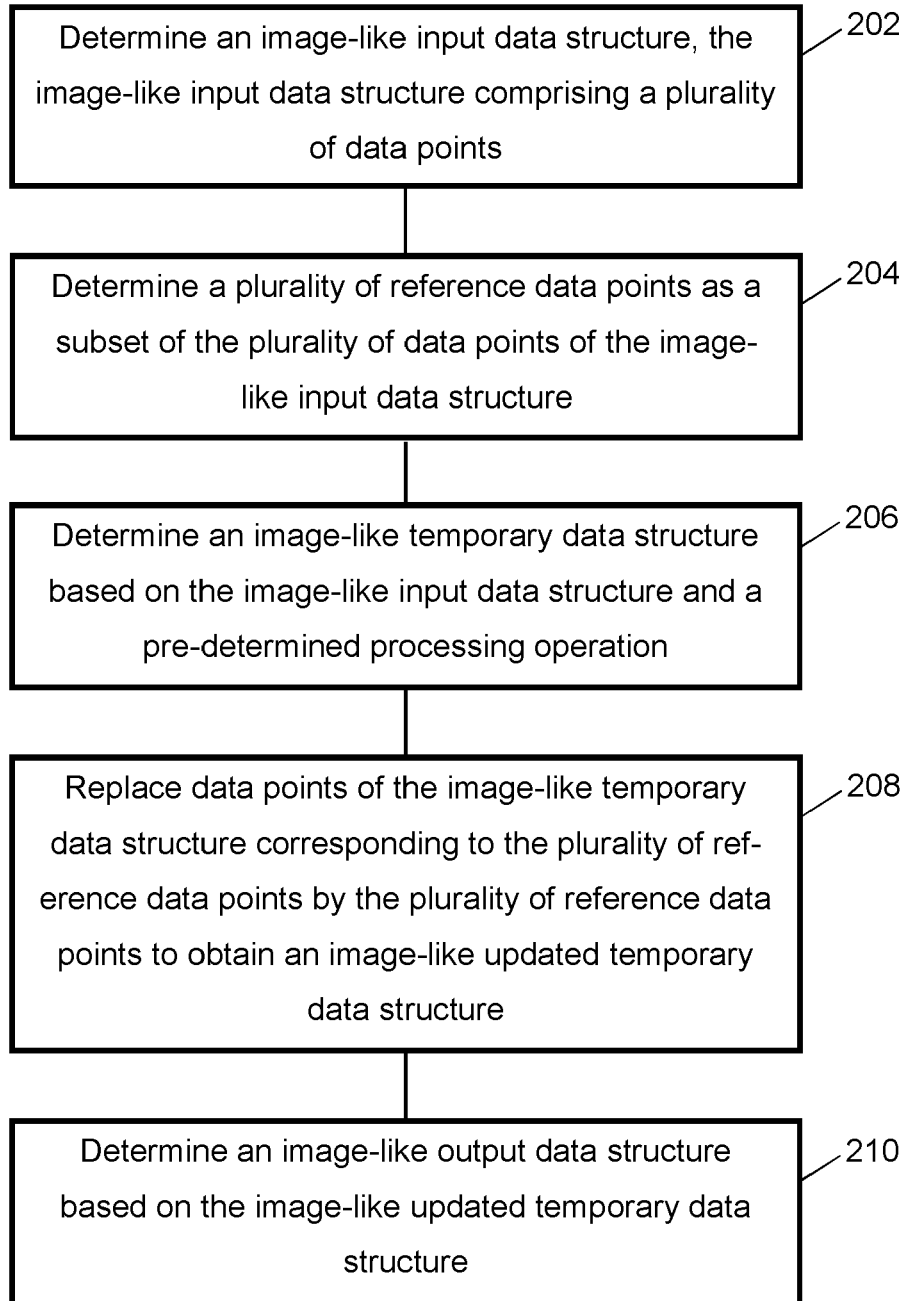 Determine an image-like input data structure, the
image-like input data structure comprising a plurality
of data points
202
Determine a plurality of reference data points as a
subset of the plurality of data points of the image-
like input data structure
204
Determine an image-like temporary data structure
based on the image-like input data structure and a
pre-determined processing operation
206
Replace data points of the image-like temporary
data structure corresponding to the plurality of ref-
erence data points by the plurality of reference data
points to obtain an image-like updated temporary
data structure
208
Determine an image-like output data structure
based on the image-like updated temporary data
structure
210